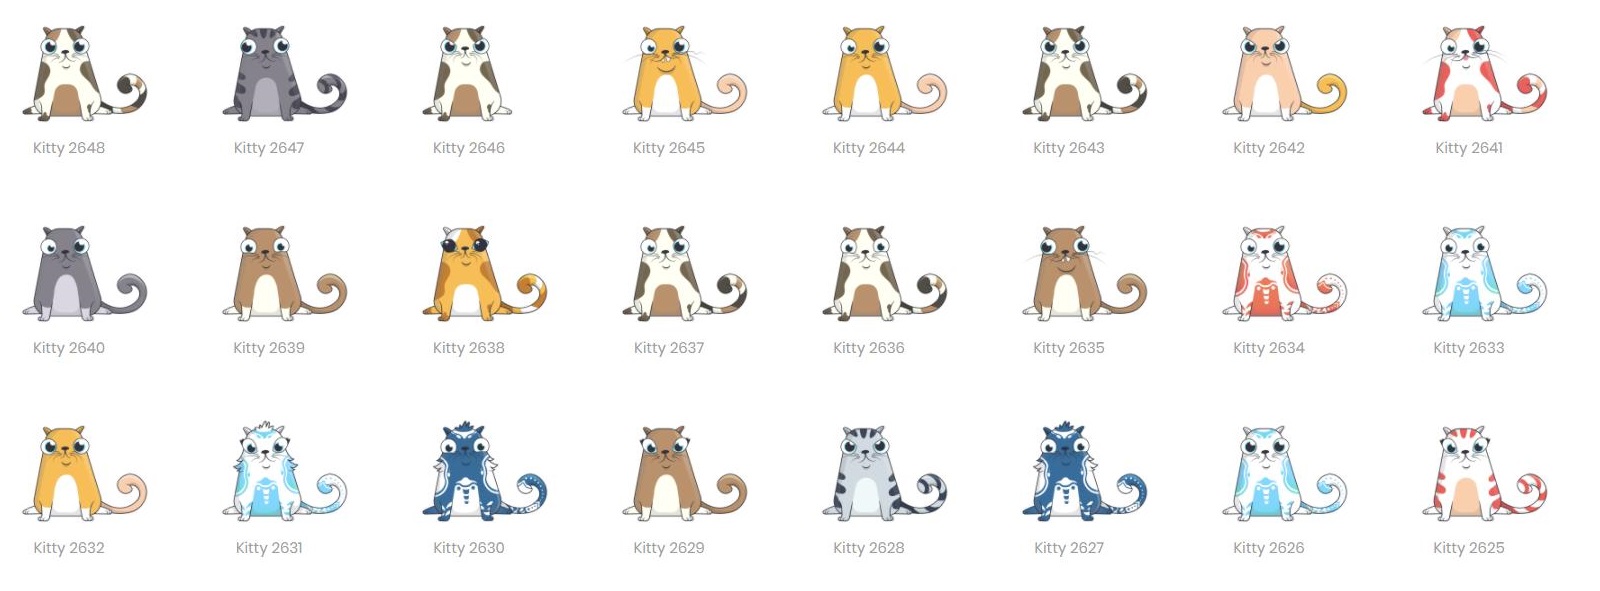 Kitty 2648
Kitty 2647
Kitty 2646
Kitty 2645
Kitty 2644
Kitty 2643
Kitty 2642
Kitty 2641
Kitty 2640
Kitty 2639
Kitty 2638
Kitty 2637
Kitty 2636
Kitty 2635
Kitty 2634
Kitty 2633
Kitty 2632
Kitty 2631
Kitty 2630
Kitty 2629
Kitty 2628
Kitty 2627
Kitty 2626
Kitty 2625